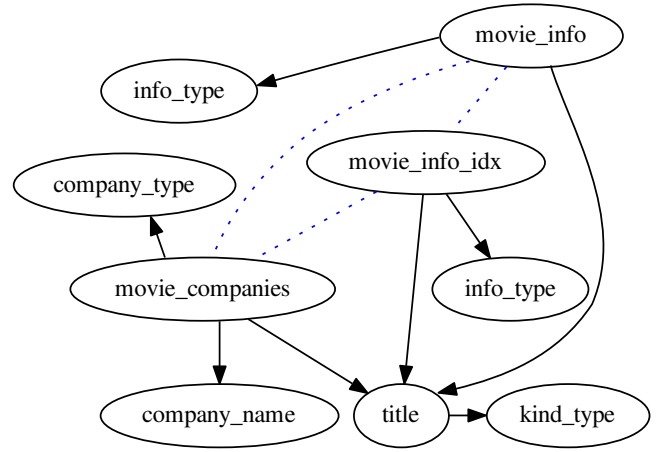 movie_info
info_type
movie_info_idx
company_type
movie_companies
info_type
company_name
title
kind_type